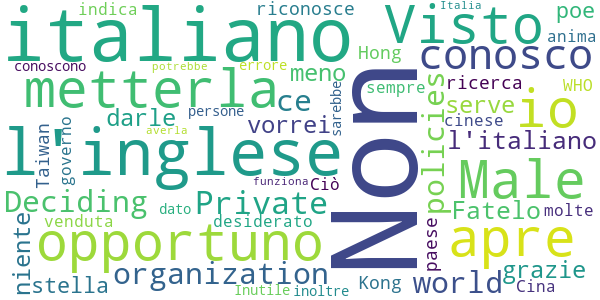 indica riconosce Italia
italiano Visto poe
anima
Hong conosco
conoscono potrebbe errore meno
metterla ce sempre ricerca WHO
darle persone Non serve io
vorrei sarebbe cinese
averla l'italiano
l'inglese policies
Taiwan governo
funziona Ciò Male
Deciding Private Fatelo molte
venduta dato desiderato
opportuno paese apre
niente organization world grazie
stella Inutile inoltre Kong Cina